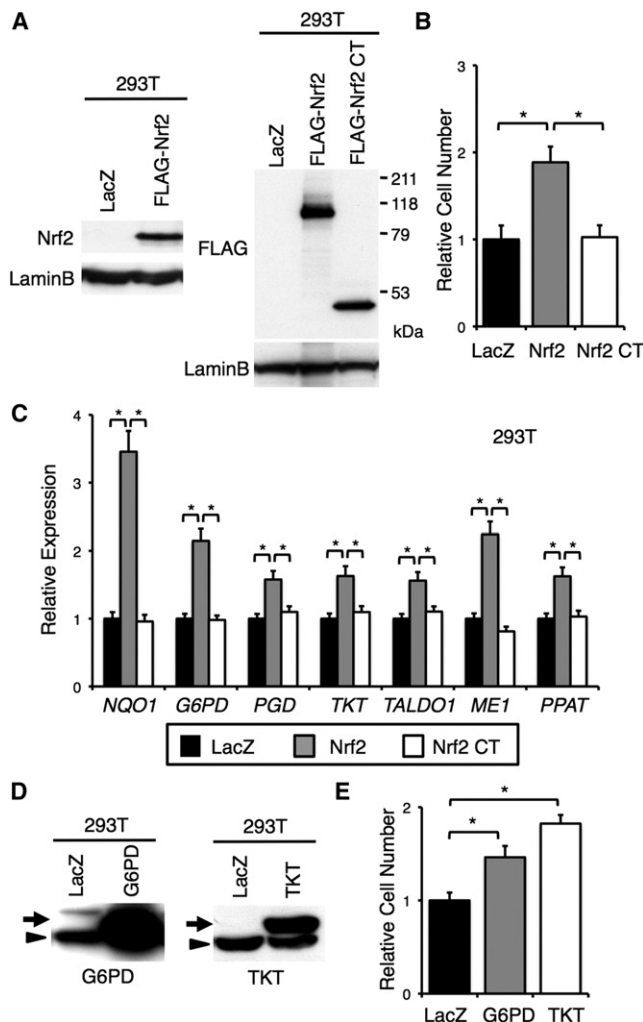 A
293T
LacZ
FLAG-Nrf2
Nrf2
LaminB
293T
LacZ
FLAG-Nrf2
FLAG-Nrf2 CT
FLAG
211
118
79
53
kDa
LaminB
B
Relative Cell Number
3
2
1
0
*
*
LacZ
Nrf2
Nrf2 CT
C
293T
Relative Expression
4
3
2
1
0
* *
* *
* *
* *
* *
* *
* *
NQO1
G6PD
PGD
TKT
TALDO1
ME1
PPAT
LacZ
Nrf2
Nrf2 CT
D
293T
LacZ
G6PD
G6PD
293T
LacZ
TKT
TKT
E
Relative Cell Number
2
1
0
*
*
LacZ
G6PD
TKT